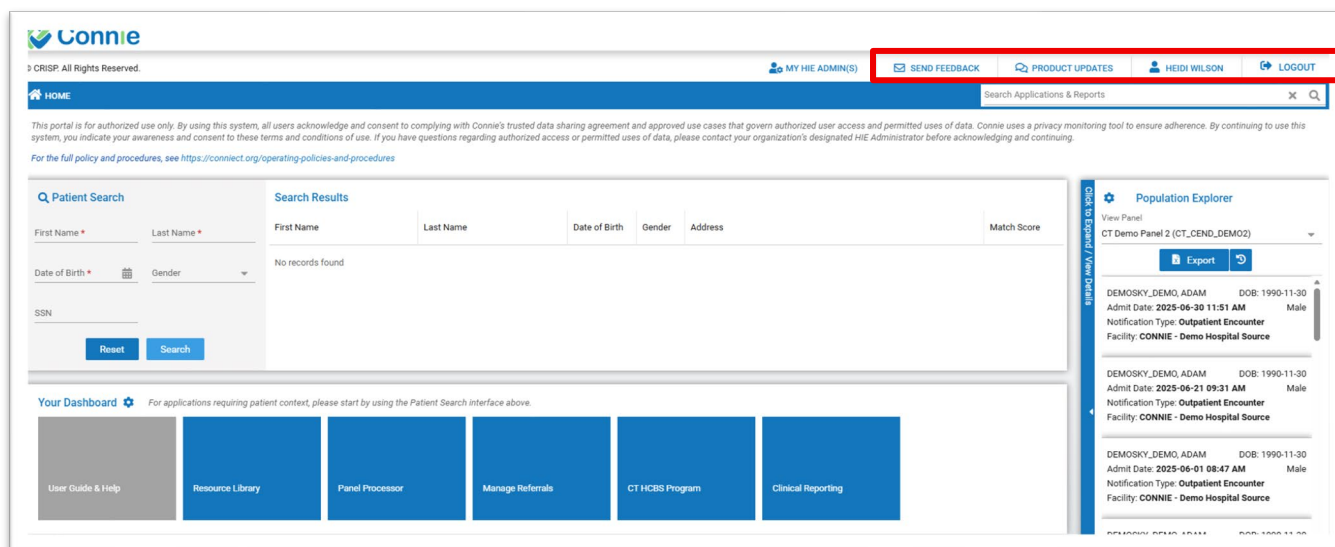 Connie
© CRISP. All Rights Reserved.
MY HIE ADMIN(S)
SEND FEEDBACK
PRODUCT UPDATES
HEIDI WILSON
LOGOUT
HOME
Search Applications & Reports
This portal is for authorized use only. By using this system, all users acknowledge and consent to complying with Connie's trusted data sharing agreement and approved use cases that govern authorized user access and permitted uses of data. Connie uses a privacy monitoring tool to ensure adherence. By continuing to use this
system, you indicate your awareness and consent to these terms and conditions of use. If you have questions regarding authorized access or permitted uses of data, please contact your organization's designated HIE Administrator before acknowledging and continuing.
For the full policy and procedures, see https://conniect.org/operating-policies-and-procedures
Patient Search
First Name *
Last Name *
Date of Birth *
Gender
SSN
Reset
Search
Search Results
First Name
Last Name
Date of Birth
Gender
Address
Match Score
No records found
Click to Expand / View Details
Population Explorer
View Panel
CT Demo Panel 2 (CT_CEND_DEMO2)
Export
DEMOSKY_DEMO, ADAM DOB: 1990-11-30
Admit Date: 2025-06-30 11:51 AM Male
Notification Type: Outpatient Encounter
Facility: CONNIE - Demo Hospital Source
DEMOSKY_DEMO, ADAM DOB: 1990-11-30
Admit Date: 2025-06-21 09:31 AM Male
Notification Type: Outpatient Encounter
Facility: CONNIE - Demo Hospital Source
DEMOSKY_DEMO, ADAM DOB: 1990-11-30
Admit Date: 2025-06-01 08:47 AM Male
Notification Type: Outpatient Encounter
Facility: CONNIE - Demo Hospital Source
DEMOSKY_DEMO, ADAM DOB: 1990-11-30
Your Dashboard
For applications requiring patient context, please start by using the Patient Search interface above.
User Guide & Help
Resource Library
Panel Processor
Manage Referrals
CT HCBS Program
Clinical Reporting